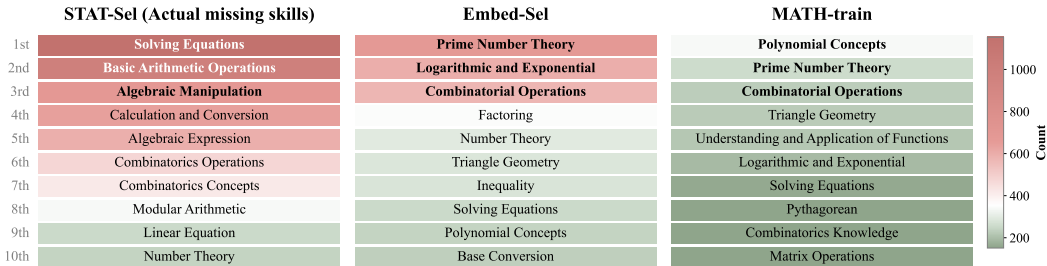 STAT-Sel (Actual missing skills) Embed-Sel MATH-train
1st Solving Equations Prime Number Theory Polynomial Concepts
2nd Basic Arithmetic Operations Logarithmic and Exponential Prime Number Theory
3rd Algebraic Manipulation Combinatorial Operations Combinatorial Operations
4th Calculation and Conversion Factoring Triangle Geometry
5th Algebraic Expression Number Theory Understanding and Application of Functions
6th Combinatorics Operations Triangle Geometry Logarithmic and Exponential
7th Combinatorics Concepts Inequality Solving Equations
8th Modular Arithmetic Solving Equations Pythagorean
9th Linear Equation Polynomial Concepts Combinatorics Knowledge
10th Number Theory Base Conversion Matrix Operations
1000
800
600
400
200
Count